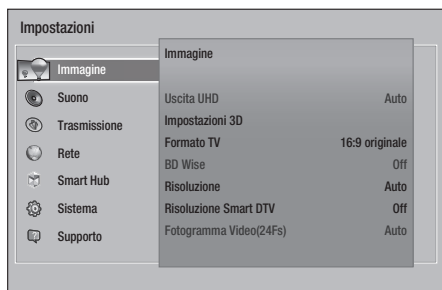 Impostazioni
Immagine
Suono
Trasmissione
Rete
Smart Hub
Sistema
Supporto
Immagine
Uscita UHD Auto
Impostazioni 3D
Formato TV 16:9 originale
BD Wise Off
Risoluzione Auto
Risoluzione Smart DTV Off
Fotogramma Video(24Fs) Auto